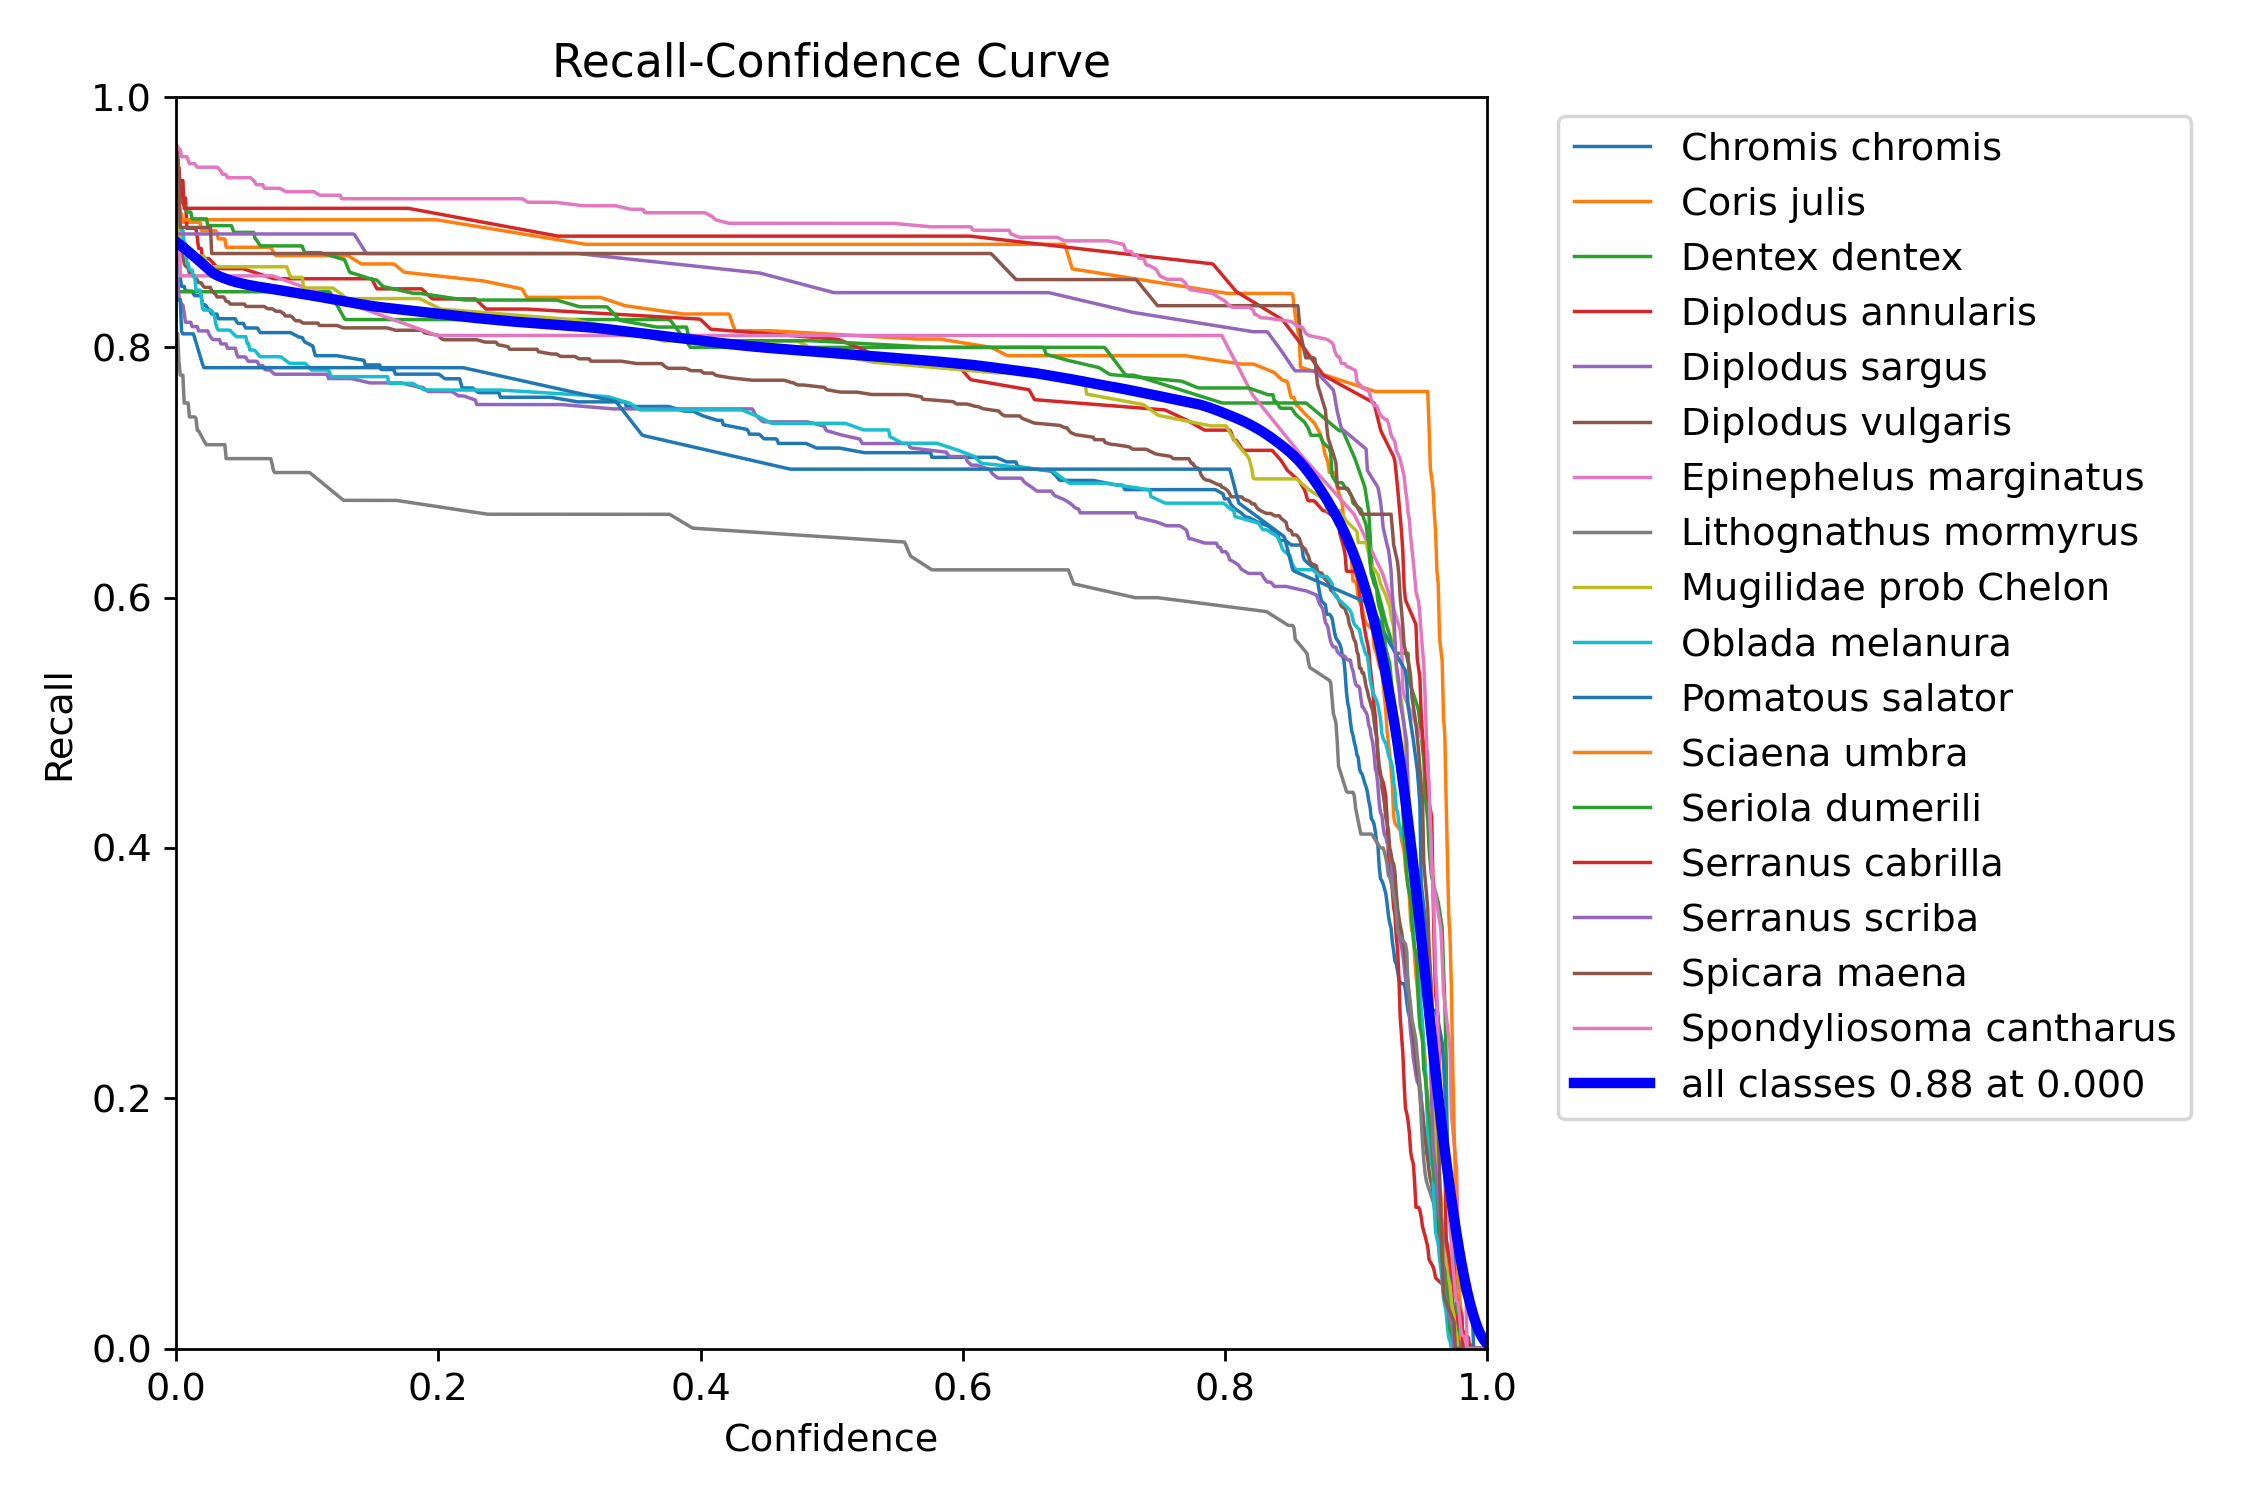 Recall-Confidence Curve
1.0
0.8
0.6
0.4
0.2
0.0
Recall
0.0 0.2 0.4 0.6 0.8 1.0
Confidence
Chromis chromis
Coris julis
Dentex dentex
Diplodus annularis
Diplodus sargus
Diplodus vulgaris
Epinephelus marginatus
Lithognathus mormyrus
Mugilidae prob Chelon
Oblada melanura
Pomatous salator
Sciaena umbra
Seriola dumerili
Serranus cabrilla
Serranus scriba
Spicara maena
Spondyliosoma cantharus
all classes 0.88 at 0.000